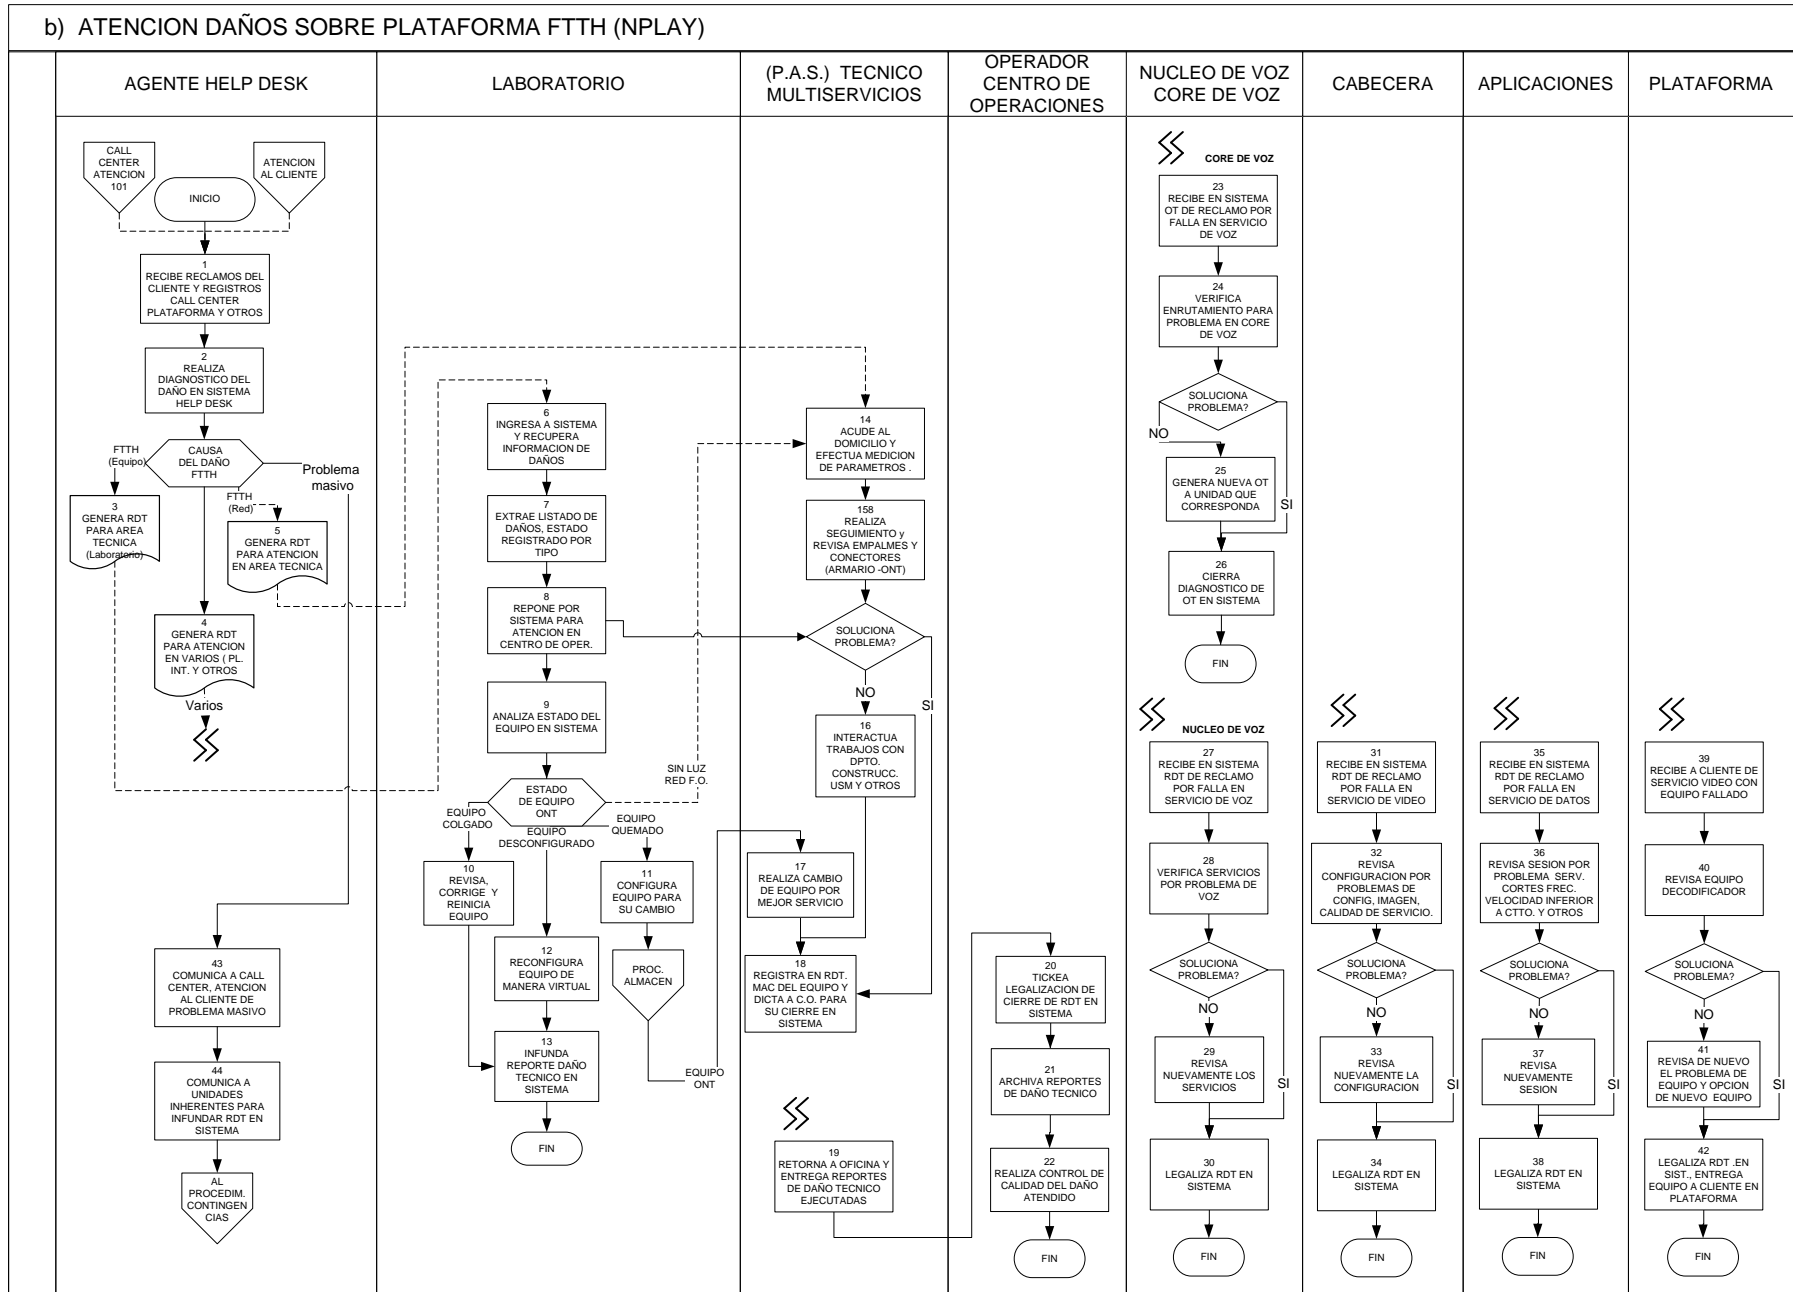 b) ATENCION DAÑOS SOBRE PLATAFORMA FTTH (NPLAY)
AGENTE HELP DESK
LABORATORIO
(P.A.S.) TECNICO
MULTISERVICIOS
OPERADOR
CENTRO DE
OPERACIONES
NUCLEO DE VOZ
CORE DE VOZ
CABECERA
APLICACIONES
PLATAFORMA
CALL
CENTER
ATENCION
101
ATENCION
AL CLIENTE
INICIO
1
RECIBE RECLAMOS DEL
CLIENTE Y REGISTROS
CALL CENTER
PLATAFORMA Y OTROS
2
REALIZA
DIAGNOSTICO DEL
DAÑO EN SISTEMA
HELP DESK
CAUSA
DEL DAÑO
FTTH
FTTH
(Equipo)
Problema
masivo
FTTH
(Red)
3
GENERA RDT
PARA AREA
TECNICA
(Laboratorio)
5
GENERA RDT
PARA ATENCION
EN AREA TECNICA
4
GENERA RDT
PARA ATENCION
EN VARIOS ( PL.
INT. Y OTROS
Varios
43
COMUNICA A CALL
CENTER, ATENCION
AL CLIENTE DE
PROBLEMA MASIVO
44
COMUNICA A
UNIDADES
INHERENTES PARA
INFUNDAR RDT EN
SISTEMA
AL
PROCEDIM.
CONTINGEN
CIAS
6
INGRESA A SISTEMA
Y RECUPERA
INFORMACION DE
DAÑOS
7
EXTRAE LISTADO DE
DAÑOS, ESTADO
REGISTRADO POR
TIPO
8
REPONE POR
SISTEMA PARA
ATENCION EN
CENTRO DE OPER.
9
ANALIZA ESTADO DEL
EQUIPO EN SISTEMA
ESTADO
DE EQUIPO
ONT
SIN LUZ
RED F.O.
EQUIPO
COLGADO
EQUIPO
DESCONFIGURADO
EQUIPO
QUEMADO
10
REVISA,
CORRIGE Y
REINICIA
EQUIPO
11
CONFIGURA
EQUIPO PARA
SU CAMBIO
12
RECONFIGURA
EQUIPO DE
MANERA VIRTUAL
PROC.
ALMACEN
13
INFUNDA
REPORTE DAÑO
TECNICO EN
SISTEMA
FIN
EQUIPO
ONT
14
ACUDE AL
DOMICILIO Y
EFECTUA MEDICION
DE PARAMETROS .
158
REALIZA
SEGUIMIENTO y
REVISA EMPALMES Y
CONECTORES
(ARMARIO -ONT)
SOLUCIONA
PROBLEMA?
NO
SI
16
INTERACTUA
TRABAJOS CON
DPTO.
CONSTRUCC.
USM Y OTROS
17
REALIZA CAMBIO
DE EQUIPO POR
MEJOR SERVICIO
18
REGISTRA EN RDT.
MAC DEL EQUIPO Y
DICTA A C.O. PARA
SU CIERRE EN
SISTEMA
19
RETORNA A OFICINA Y
ENTREGA REPORTES
DE DAÑO TECNICO
EJECUTADAS
20
TICKEA
LEGALIZACION DE
CIERRE DE RDT EN
SISTEMA
21
ARCHIVA REPORTES
DE DAÑO TECNICO
22
REALIZA CONTROL DE
CALIDAD DEL DAÑO
ATENDIDO
FIN
CORE DE VOZ
23
RECIBE EN SISTEMA
OT DE RECLAMO POR
FALLA EN SERVICIO
DE VOZ
24
VERIFICA
ENRUTAMIENTO PARA
PROBLEMA EN CORE
DE VOZ
SOLUCIONA
PROBLEMA?
NO
25
GENERA NUEVA OT
A UNIDAD QUE
CORRESPONDA
SI
26
CIERRA
DIAGNOSTICO DE
OT EN SISTEMA
FIN
NUCLEO DE VOZ
27
RECIBE EN SISTEMA
RDT DE RECLAMO
POR FALLA EN
SERVICIO DE VOZ
28
VERIFICA SERVICIOS
POR PROBLEMA DE
VOZ
SOLUCIONA
PROBLEMA?
NO
29
REVISA
NUEVAMENTE LOS
SERVICIOS
SI
30
LEGALIZA RDT EN
SISTEMA
FIN
31
RECIBE EN SISTEMA
RDT DE RECLAMO
POR FALLA EN
SERVICIO DE VIDEO
32
REVISA
CONFIGURACION POR
PROBLEMAS DE
CONFIG, IMAGEN,
CALIDAD DE SERVICIO.
SOLUCIONA
PROBLEMA?
NO
33
REVISA
NUEVAMENTE LA
CONFIGURACION
SI
34
LEGALIZA RDT EN
SISTEMA
FIN
35
RECIBE EN SISTEMA
RDT DE RECLAMO
POR FALLA EN
SERVICIO DE DATOS
36
REVISA SESION POR
PROBLEMA SERV.
CORTES FREC.
VELOCIDAD INFERIOR
A CTTO. Y OTROS
SOLUCIONA
PROBLEMA?
NO
37
REVISA
NUEVAMENTE
SESION
SI
38
LEGALIZA RDT EN
SISTEMA
FIN
39
RECIBE A CLIENTE DE
SERVICIO VIDEO CON
EQUIPO FALLADO
40
REVISA EQUIPO
DECODIFICADOR
SOLUCIONA
PROBLEMA?
NO
41
REVISA DE NUEVO
EL PROBLEMA DE
EQUIPO Y OPCION
DE NUEVO EQUIPO
SI
42
LEGALIZA RDT .EN
SIST., ENTREGA
EQUIPO A CLIENTE EN
PLATAFORMA
FIN